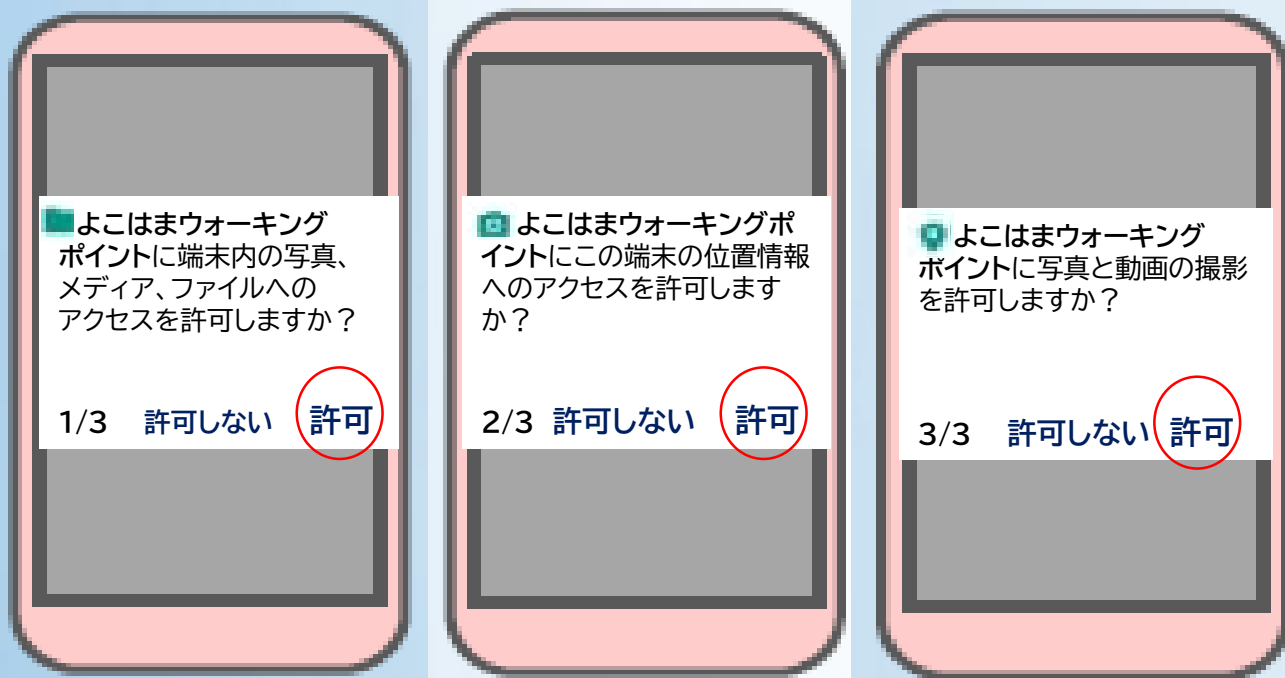 よこはまウォーキング
ポイントに端末内の写真、
メディア、ファイルへの
アクセスを許可しますか？
1/3 許可しない 許可
よこはまウォーキングポ
イントにこの端末の位置情報
へのアクセスを許可します
か？
2/3 許可しない 許可
よこはまウォーキング
ポイントに写真と動画の撮影
を許可しますか？
3/3 許可しない 許可